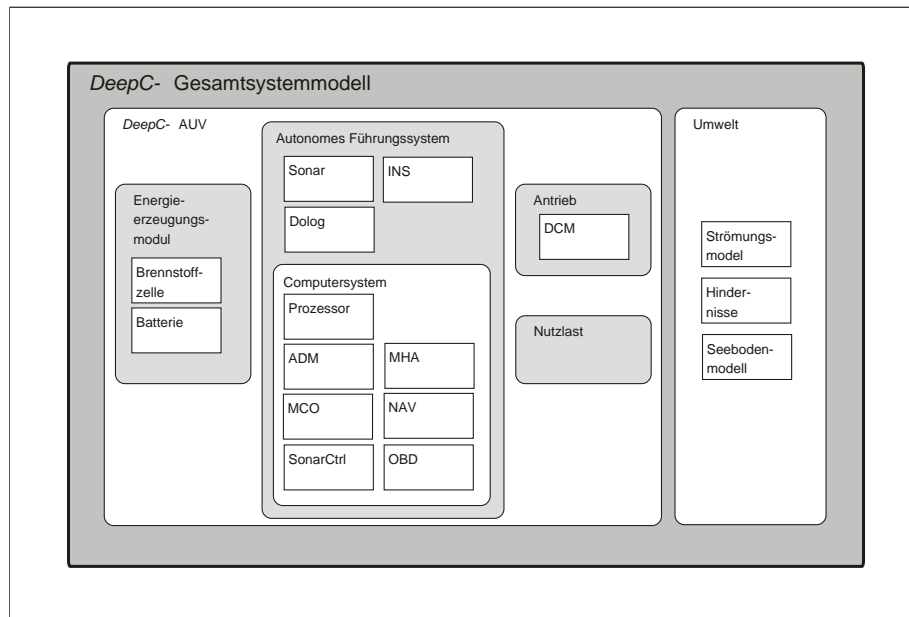 DeepC- Gesamtsystemmodell
DeepC- AUV
Energie-
erzeugungs-
modul
Brennstoff-
zelle
Batterie
Autonomes Führungssystem
Sonar
INS
Dolog
Computersystem
Prozessor
ADM
MHA
MCO
NAV
SonarCtrl
OBD
Antrieb
DCM
Nutzlast
Umwelt
Strömungs-
model
Hinder-
nisse
Seeboden-
modell